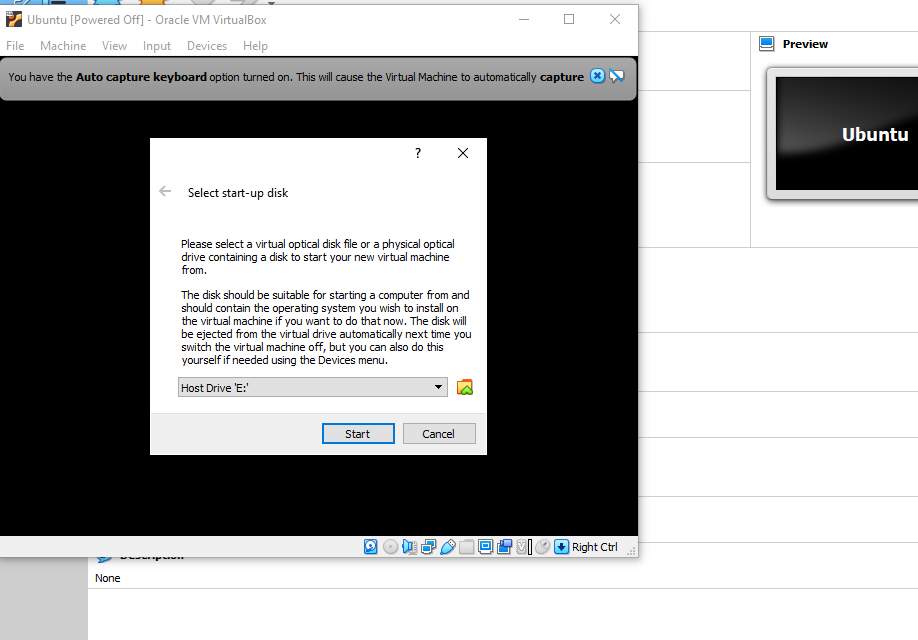 Ubuntu [Powered Off] - Oracle VM VirtualBox
File Machine View Input Devices Help
You have the Auto capture keyboard option turned on. This will cause the Virtual Machine to automatically capture
Preview
Ubuntu
?
Select start-up disk
Please select a virtual optical disk file or a physical optical
drive containing a disk to start your new virtual machine
from.
The disk should be suitable for starting a computer from and
should contain the operating system you wish to install on
the virtual machine if you want to do that now. The disk will
be ejected from the virtual drive automatically next time you
switch the virtual machine off, but you can also do this
yourself if needed using the Devices menu.
Host Drive 'E:'
Start Cancel
Right Ctrl
Description
None